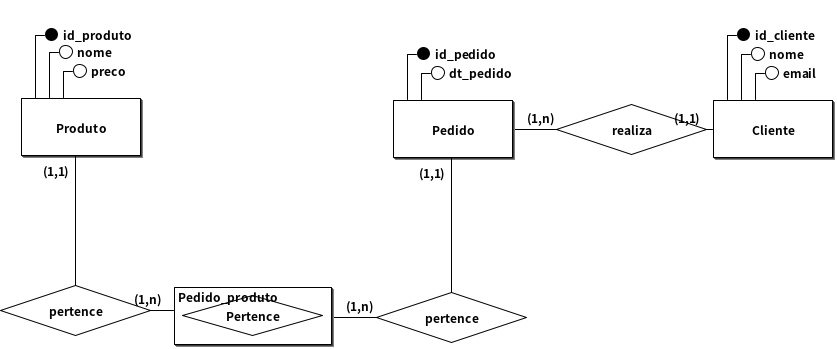 id_produto
nome
preco
Produto
(1,1)
id_pedido
dt_pedido
Pedido
(1,1)
(1,n)
realiza
(1,1)
id_cliente
nome
email
Cliente
pertence
(1,n)
Pedido_produto
Pertence
(1,n)
pertence